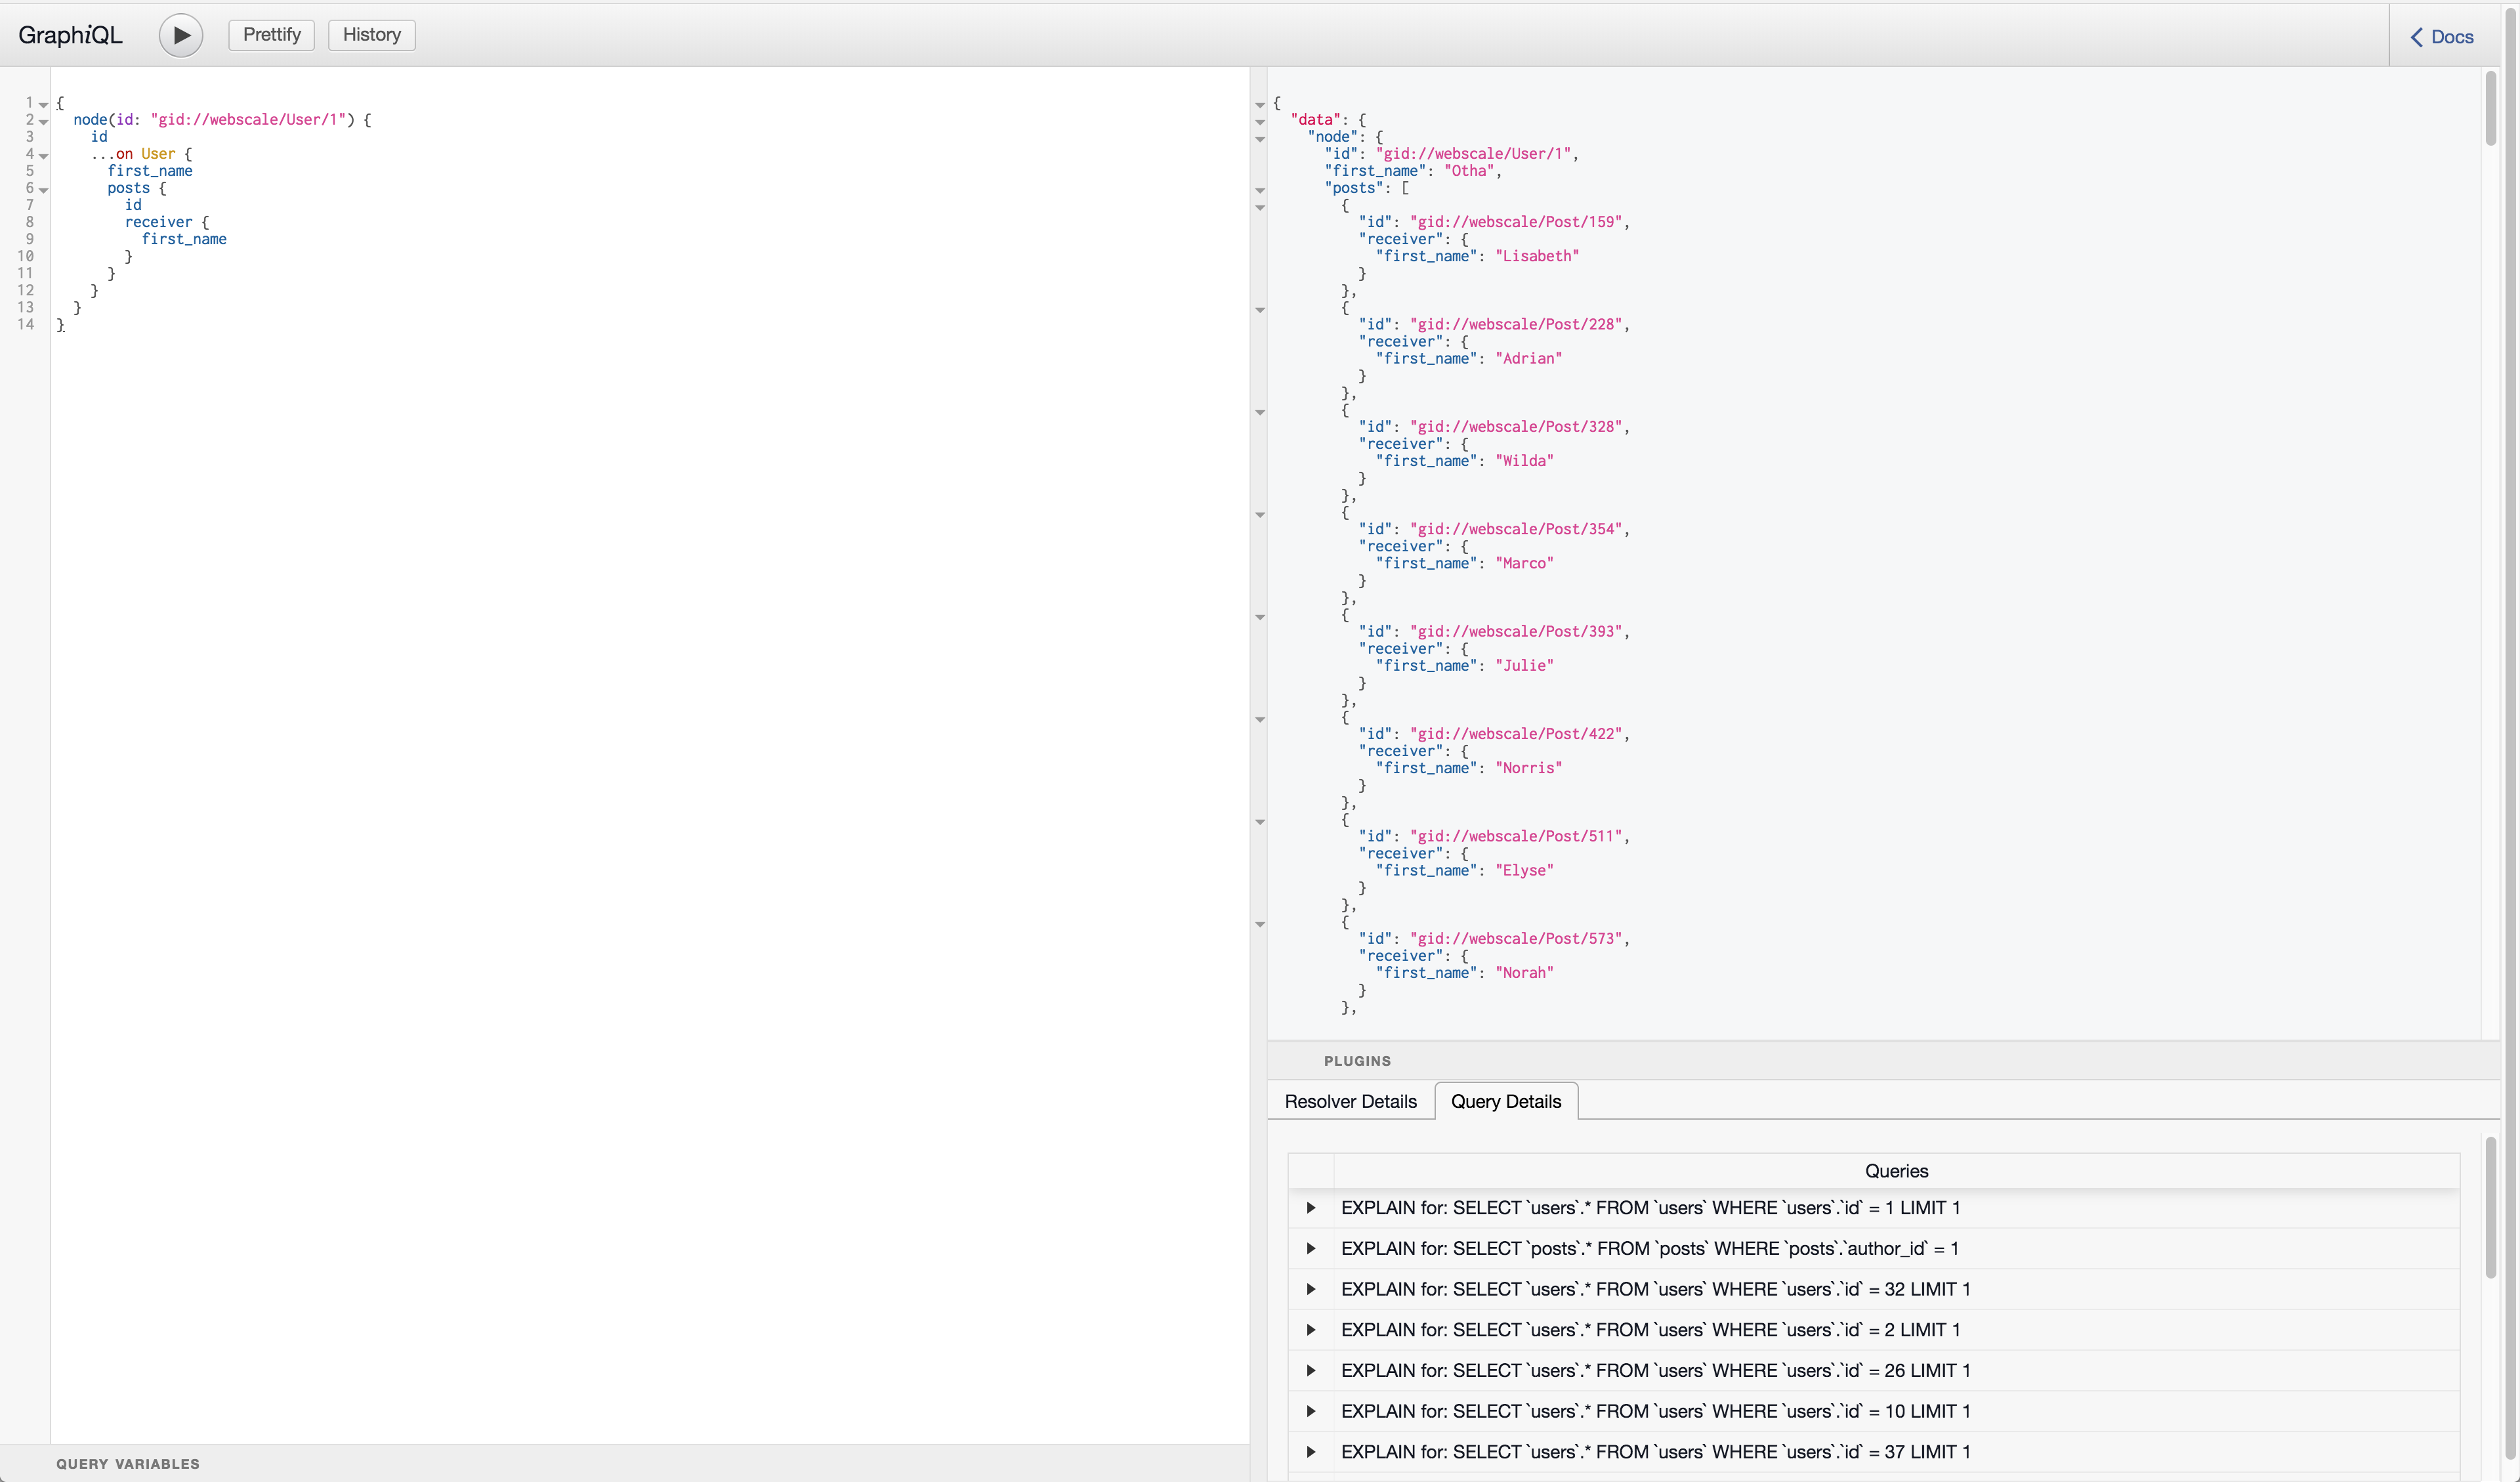 GraphiQL
Prettify
History
Docs
1 {
2 node(id: "gid://webscale/User/1") {
3 id
4 ...on User {
5 first_name
6 posts {
7 id
8 receiver {
9 first_name
10 }
11 }
12 }
13 }
14 }
QUERY VARIABLES
{
"data": {
"node": {
"id": "gid://webscale/User/1",
"first_name": "Otha",
"posts": [
{
"id": "gid://webscale/Post/159",
"receiver": {
"first_name": "Lisabeth"
}
},
{
"id": "gid://webscale/Post/228",
"receiver": {
"first_name": "Adrian"
}
},
{
"id": "gid://webscale/Post/328",
"receiver": {
"first_name": "Wilda"
}
},
{
"id": "gid://webscale/Post/354",
"receiver": {
"first_name": "Marco"
}
},
{
"id": "gid://webscale/Post/393",
"receiver": {
"first_name": "Julie"
}
},
{
"id": "gid://webscale/Post/422",
"receiver": {
"first_name": "Norris"
}
},
{
"id": "gid://webscale/Post/511",
"receiver": {
"first_name": "Elyse"
}
},
{
"id": "gid://webscale/Post/573",
"receiver": {
"first_name": "Norah"
}
},
PLUGINS
Resolver Details
Query Details
Queries
EXPLAIN for: SELECT `users`.* FROM `users` WHERE `users`.`id` = 1 LIMIT 1
EXPLAIN for: SELECT `posts`.* FROM `posts` WHERE `posts`.`author_id` = 1
EXPLAIN for: SELECT `users`.* FROM `users` WHERE `users`.`id` = 32 LIMIT 1
EXPLAIN for: SELECT `users`.* FROM `users` WHERE `users`.`id` = 2 LIMIT 1
EXPLAIN for: SELECT `users`.* FROM `users` WHERE `users`.`id` = 26 LIMIT 1
EXPLAIN for: SELECT `users`.* FROM `users` WHERE `users`.`id` = 10 LIMIT 1
EXPLAIN for: SELECT `users`.* FROM `users` WHERE `users`.`id` = 37 LIMIT 1